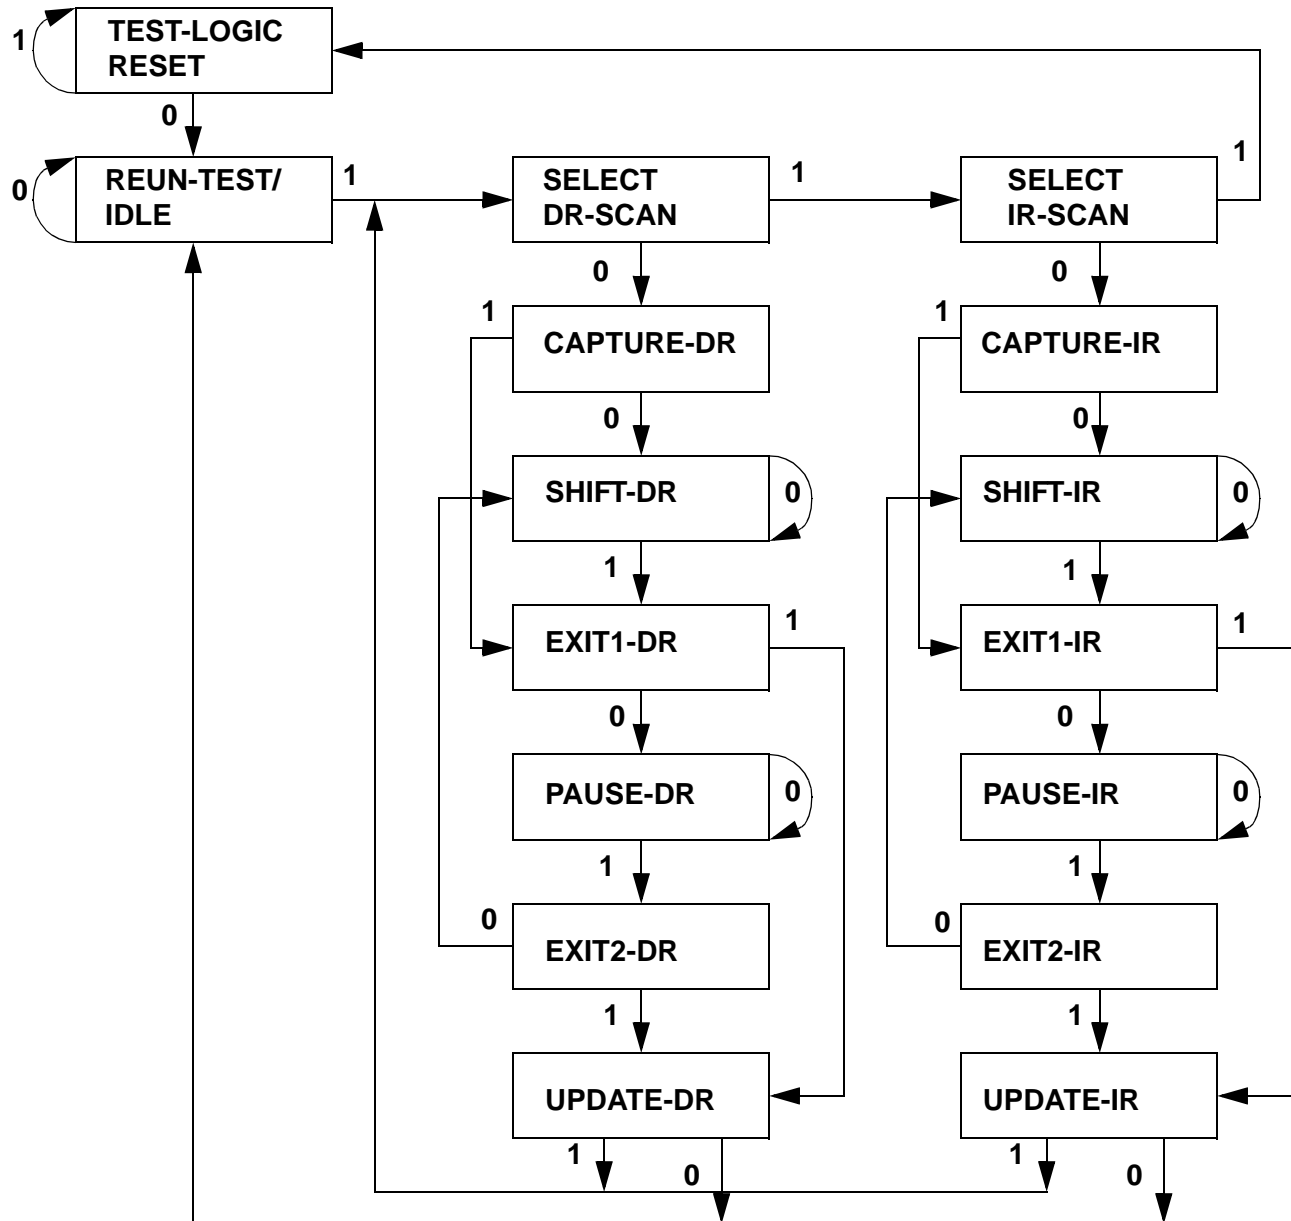 TEST-LOGIC
RESET
1
0
REUN-TEST/
IDLE
0
1
SELECT
DR-SCAN
1
SELECT
IR-SCAN
1
0
0
1
CAPTURE-DR
1
CAPTURE-IR
0
0
SHIFT-DR
0
SHIFT-IR
0
1
1
EXIT1-DR
1
EXIT1-IR
1
0
0
PAUSE-DR
0
PAUSE-IR
0
1
1
0
EXIT2-DR
0
EXIT2-IR
1
1
UPDATE-DR
UPDATE-IR
1
0
1
0